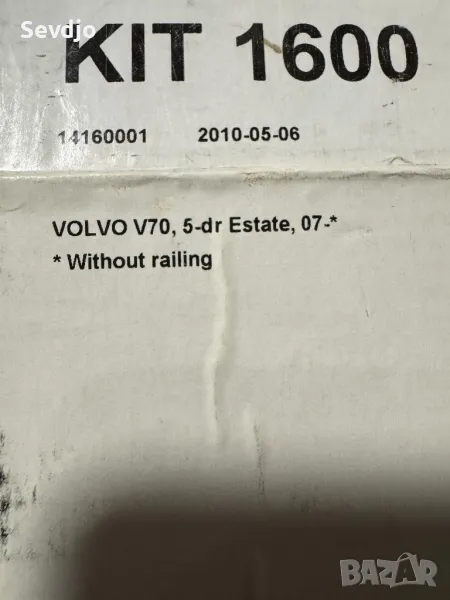 Sevdjo
KIT 1600
14160001 2010-05-06
VOLVO V70, 5-dr Estate, 07-*
* Without railing
BAZAR